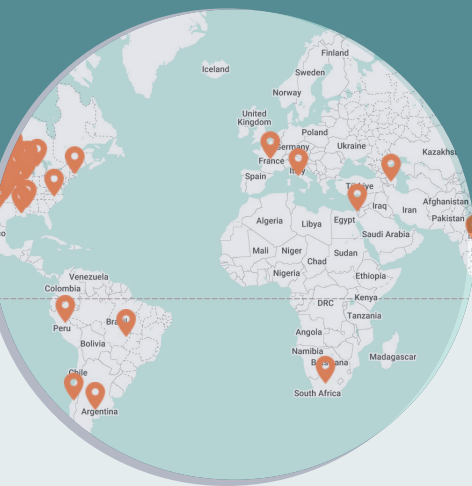 Finland
Iceland
Sweden
Norway
United
Kingdom
Poland
Ukraine
Kazakhs
France
Spain
Iraq
Iran
Afghanistan
Pakistan
Algeria
Libya
Egypt
Saudi Arabia
Mali
Niger
Chad
Sudan
Nigeria
Ethiopia
Venezuela
Colombia
DRC
Kenya
Tanzania
Peru
Bolivia
Angola
Namibia
Madagascar
Chile
Argentina
South Africa